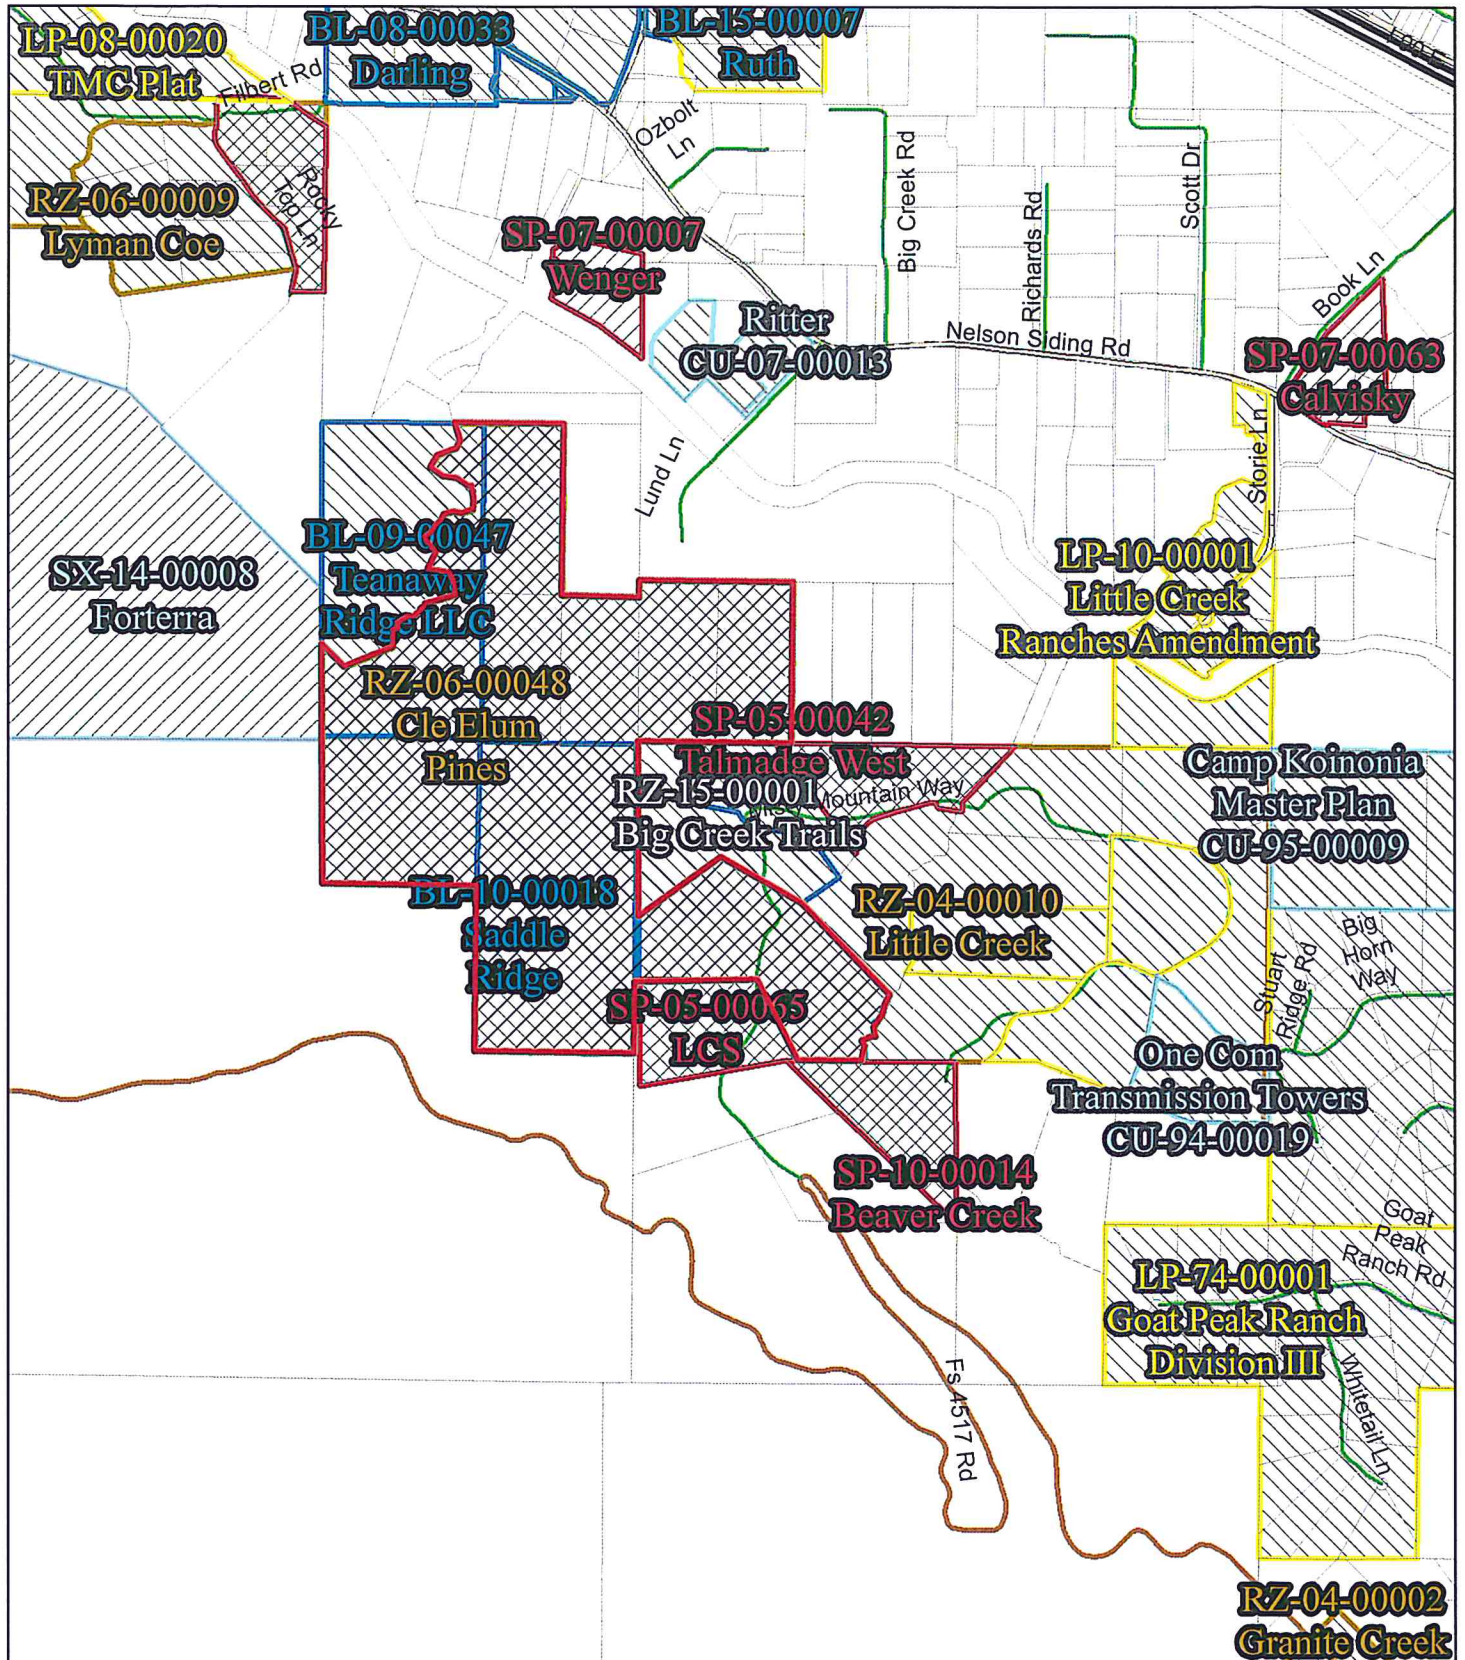 LP-08-00020
TMC Plat
BL-08-00033
Darling
BL-15-00007
Ruth
Filbert Rd
Ozbolt
Ln
Big Creek Rd
Richards Rd
Scott Dr
Book Ln
RZ-06-00009
Lyman Coe
Rocky
Top Ln
SP-07-00007
Wenger
Ritter
CU-07-00013
Nelson Siding Rd
SP-07-00063
Calvisky
Lund Ln
Storie Ln
BL-09-00047
Teanaway
Ridge LLC
SX-14-00008
Forterra
LP-10-00001
Little Creek
Ranches Amendment
RZ-06-00048
Cle Elum
Pines
SP-05-00042
Talmadge West
RZ-15-00001
Mountain Way
Big Creek Trails
Camp Koinonia
Master Plan
CU-95-00009
BL-10-00018
Saddle
Ridge
RZ-04-00010
Little Creek
Big
Horn
Way
Stuart
Ridge Rd
SP-05-00065
LCS
One Com
Transmission Towers
CU-94-00019
SP-10-00014
Beaver Creek
Goat
Peak
Ranch Rd
LP-74-00001
Goat Peak Ranch
Division III
Whitetail Ln
Fs 4517 Rd
RZ-04-00002
Granite Creek